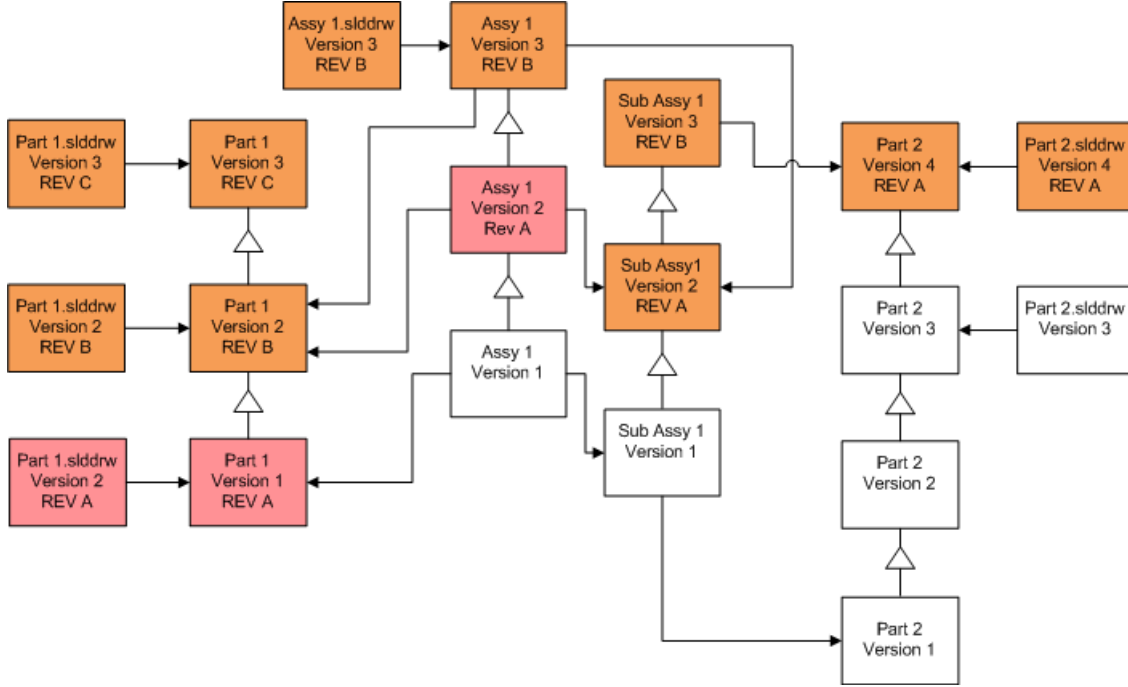 Assy 1.slddrw
Version 3
REV B
Assy 1
Version 3
REV B
Sub Assy 1
Version 3
REV B
Part 1.slddrw
Version 3
REV C
Part 1
Version 3
REV C
Part 2
Version 4
REV A
Part 2.slddrw
Version 4
REV A
Assy 1
Version 2
Rev A
Sub Assy1
Version 2
REV A
Part 1.slddrw
Version 2
REV B
Part 1
Version 2
REV B
Part 2
Version 3
Part 2.slddrw
Version 3
Assy 1
Version 1
Sub Assy 1
Version 1
Part 1.slddrw
Version 2
REV A
Part 1
Version 1
REV A
Part 2
Version 2
Part 2
Version 1